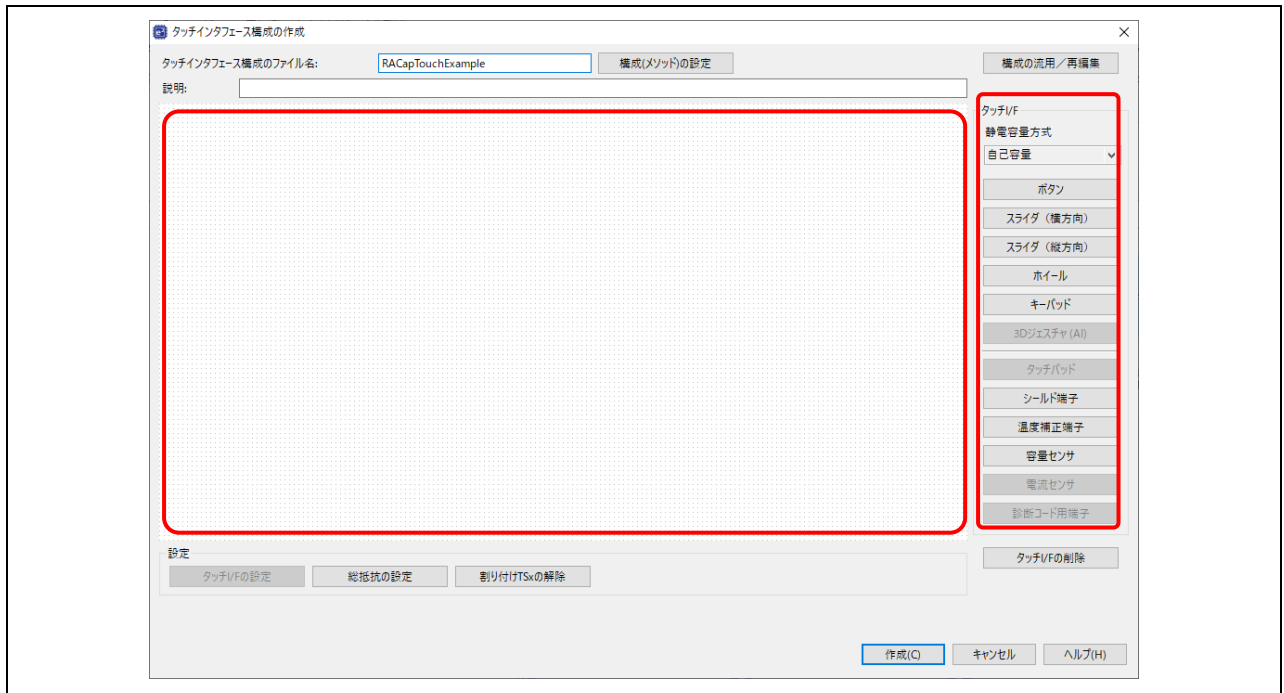 タッチインタフェース構成の作成
タッチインタフェース構成のファイル名: RACapTouchExample 構成(メソッド)の設定 構成の流用／再編集
説明:
タッチI/F
静電容量方式
自己容量
ボタン
スライダ（横方向）
スライダ（縦方向）
ホイール
キーパッド
3Dジェスチャ(AI)
タッチパッド
シールド端子
温度補正端子
容量センサ
電流センサ
診断コード用端子
設定
タッチI/Fの設定 総抵抗の設定 割り付けTSxの解除
タッチI/Fの削除
作成(C) キャンセル ヘルプ(H)